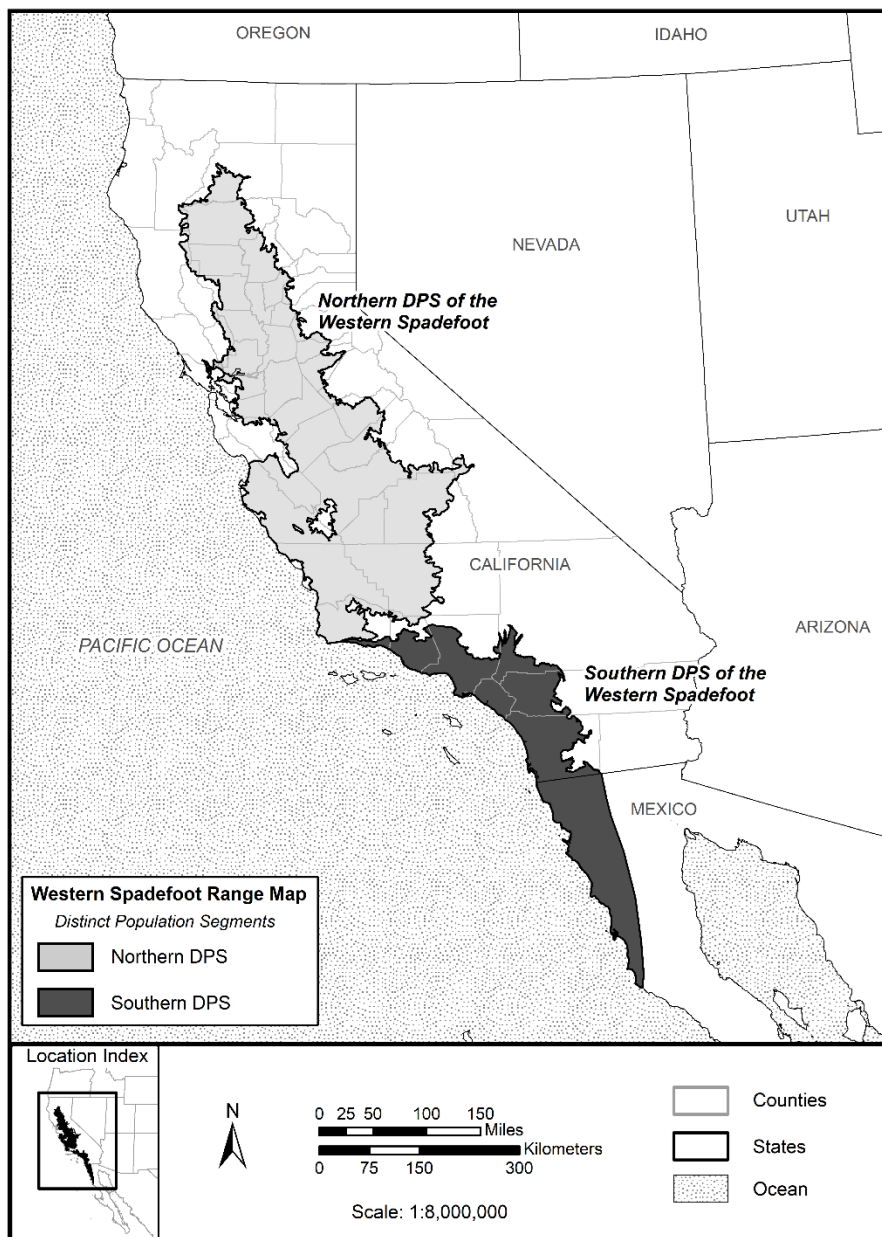 OREGON
IDAHO
NEVADA
UTAH
Northern DPS of the
Western Spadefoot
CALIFORNIA
ARIZONA
PACIFIC OCEAN
Southern DPS of the
Western Spadefoot
MEXICO
Western Spadefoot Range Map
Distinct Population Segments
Northern DPS
Southern DPS
Location Index
N
0 25 50 100 150
Miles
Kilometers
0 75 150 300
Scale: 1:8,000,000
Counties
States
Ocean